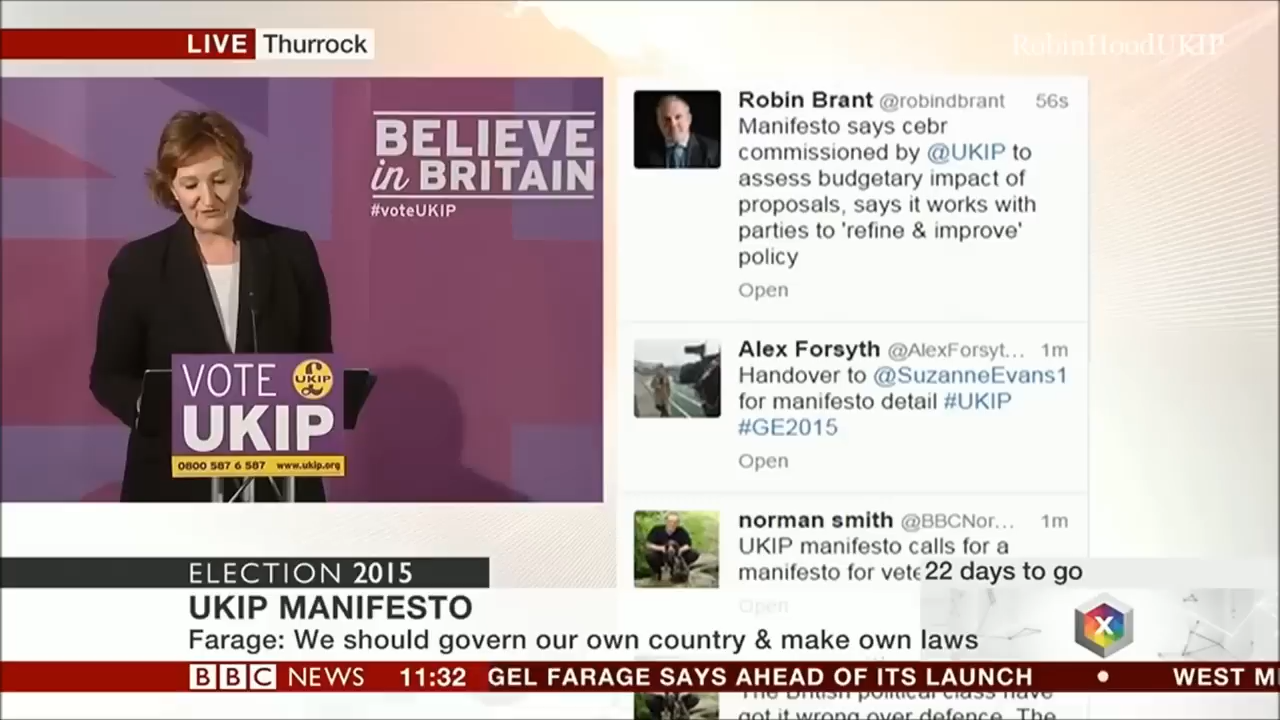 LIVE Thurrock
RobinHoodUKIP
BELIEVE
in BRITAIN
#voteUKIP
VOTE
UKIP
UKIP
0800 587 6 587 www.ukip.org
Robin Brant @robindbrant 56s
Manifesto says cebr
commissioned by @UKIP to
assess budgetary impact of
proposals, says it works with
parties to 'refine & improve'
policy
Open
Alex Forsyth @AlexForsyt... 1m
Handover to @SuzanneEvans1
for manifesto detail #UKIP
#GE2015
Open
norman smith @BBCNor... 1m
UKIP manifesto calls for a
manifesto for vete
Open
22 days to go
X
ELECTION 2015
UKIP MANIFESTO
Farage: We should govern our own country & make own laws
BBC NEWS 11:32 GEL FARAGE SAYS AHEAD OF ITS LAUNCH • WEST M
The British political class have
got it wrong over defence. The